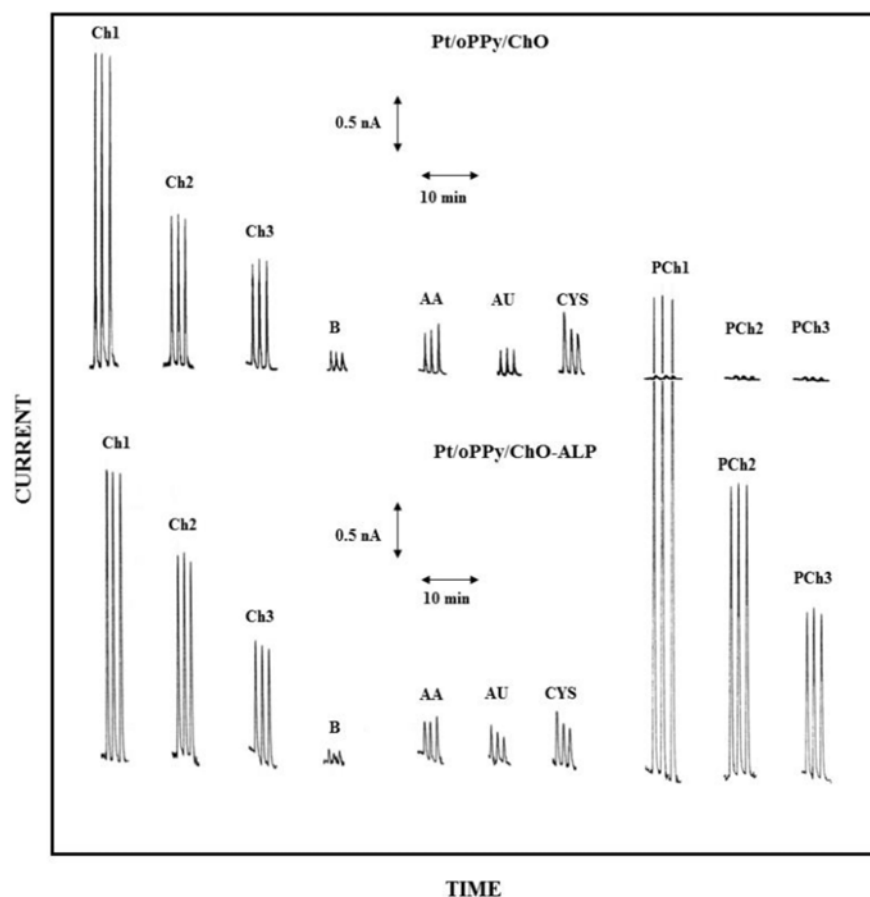 Ch1
Pt/oPPy/ChO
0.5 nA
Ch2
10 min
Ch3
PCh1
B
AA
AU
CYS
PCh2
PCh3
CURRENT
Ch1
Pt/oPPy/ChO-ALP
PCh2
Ch2
0.5 nA
10 min
PCh3
Ch3
B
AA
AU
CYS
TIME